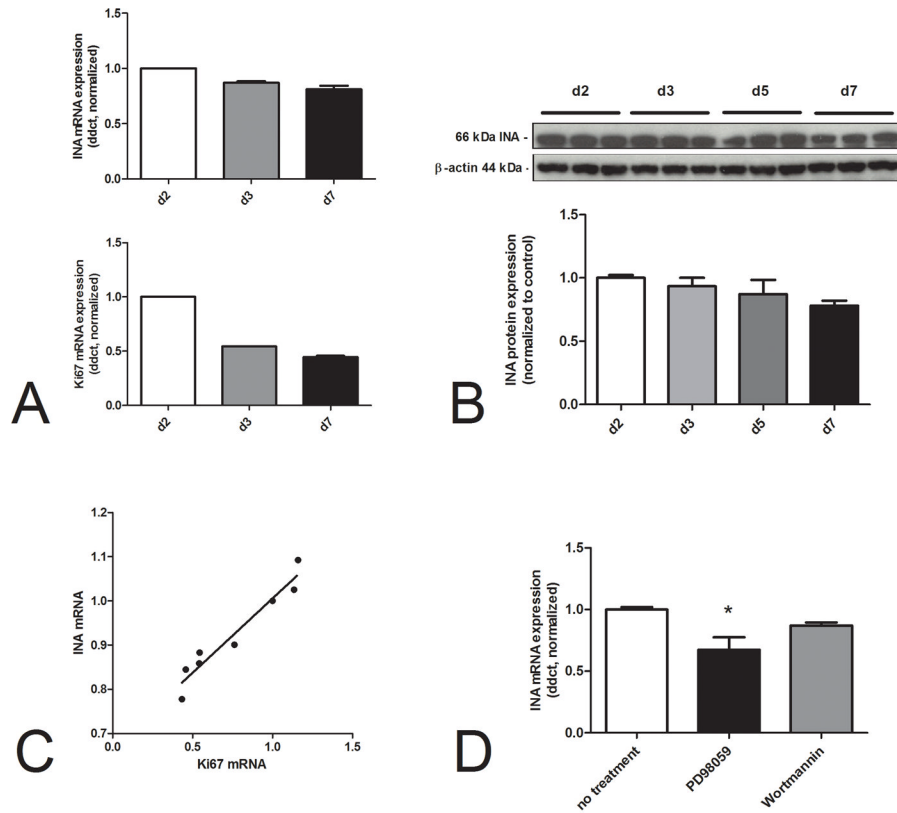 INA mRNA expression
(ddct, normalized)
1.5
1.0
0.5
0.0
d2
d3
d7
Ki67 mRNA expression
(ddct, normalized)
1.5
1.0
0.5
0.0
d2
d3
d7
A
d2
d3
d5
d7
66 kDa INA -
β-actin 44 kDa -
INA protein expression
(normalized to control)
1.5
1.0
0.5
0.0
d2
d3
d5
d7
B
INA mRNA
1.2
1.1
1.0
0.9
0.8
0.7
0.0
0.5
1.0
1.5
Ki67 mRNA
C
INA mRNA expression
(ddct, normalized)
1.5
1.0
0.5
0.0
*
no treatment
PD98059
Wortmannin
D